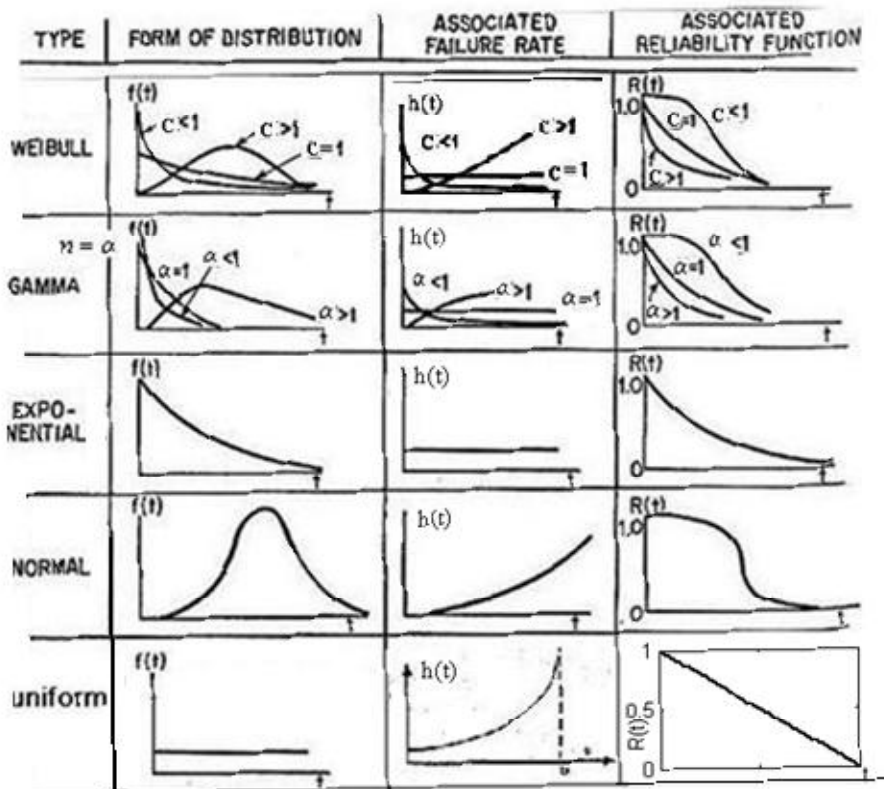 TYPE FORM OF DISTRIBUTION ASSOCIATED FAILURE RATE ASSOCIATED RELIABILITY FUNCTION
WEIBULL
f(t)
C<1
C>1
C=1
t
h(t)
C<1
C>1
C=1
t
R(t)
1.0
C=1
C<1
C>1
0
t
GAMMA
n = α
f(t)
α=1
α<1
α>1
t
h(t)
α<1
α>1
α=1
t
R(t)
1.0
α<1
α=1
α>1
0
t
EXPO-
NENTIAL
f(t)
t
h(t)
t
R(t)
1.0
0
t
NORMAL
f(t)
t
h(t)
t
R(t)
1.0
0
t
uniform
f(t)
t
h(t)
R(t)
1
0.5
0
t